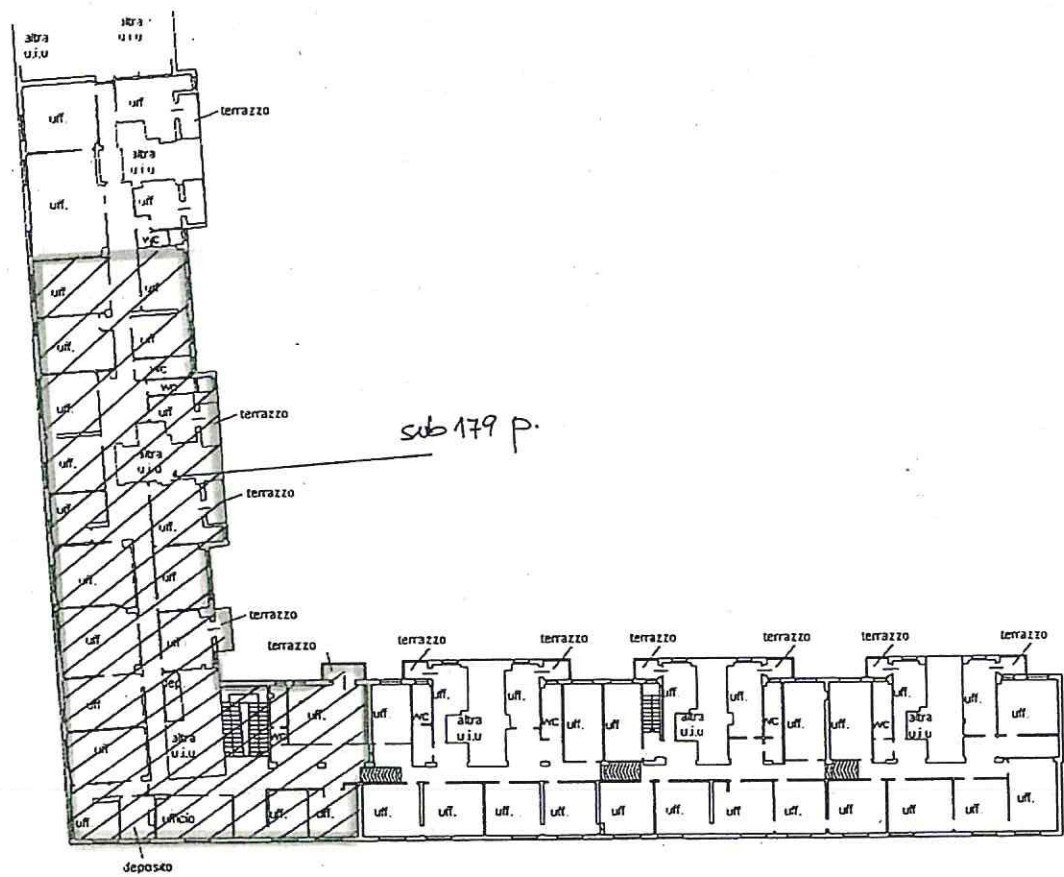 altra
u.i.u
altra
u.i.u
uff.
uff
terrazzo
altra
u.i.u
uff.
uff
wc
uff
uff
uff.
uff
wc
wc
uff.
uff
terrazzo
sub 179 p.
uff.
altra
u.i.u
uff.
uff.
terrazzo
uff.
uff
uff
uff
terrazzo
terrazzo
terrazzo
terrazzo
terrazzo
terrazzo
terrazzo
terrazzo
dep.
uff
uff.
uff.
wc
uff.
uff.
wc
altra
u.i.u
uff.
wc
uff.
uff
uff.
uff.
altra
u.i.u
wc
uff.
uff.
wc
uff.
altra
u.i.u
uff.
uff.
uff
altra
u.i.u
ufficio
uff.
uff.
uff.
uff.
uff.
uff.
uff.
uff.
uff.
uff.
uff.
uff.
deposito